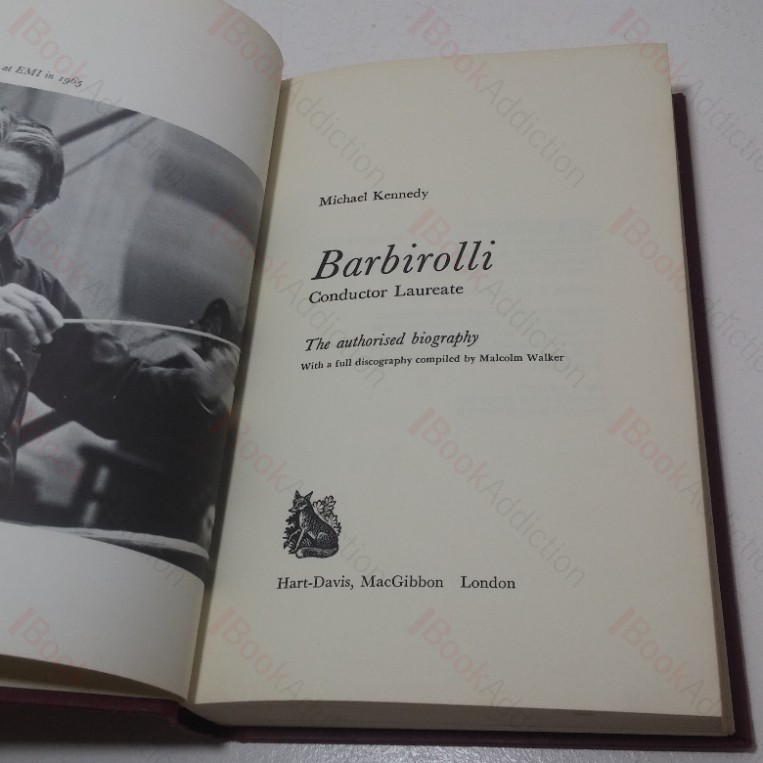 at EMI in 1965
Michael Kennedy
Barbirolli
Conductor Laureate
The authorised biography
With a full discography compiled by Malcolm Walker
Hart-Davis, MacGibbon London
BookAddiction